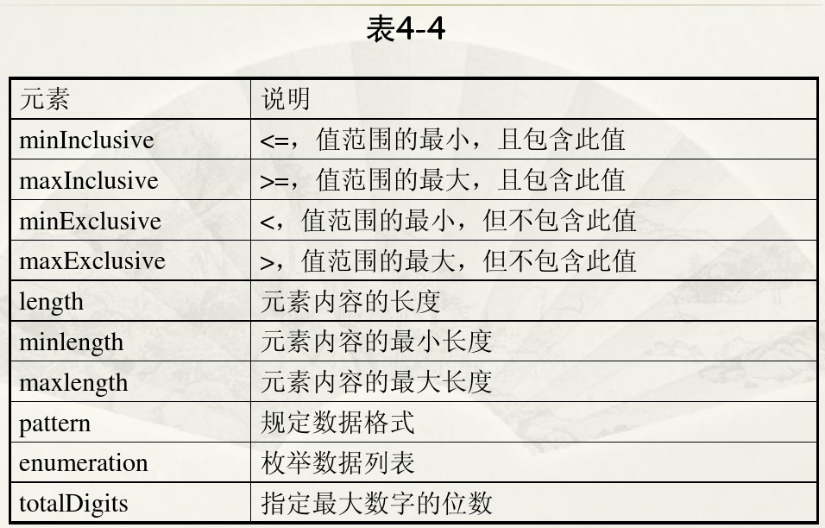 表4-4
元素 说明
minInclusive <=，值范围的最小，且包含此值
maxInclusive >=，值范围的最大，且包含此值
minExclusive <，值范围的最小，但不包含此值
maxExclusive >，值范围的最大，但不包含此值
length 元素内容的长度
minlength 元素内容的最小长度
maxlength 元素内容的最大长度
pattern 规定数据格式
enumeration 枚举数据列表
totalDigits 指定最大数字的位数